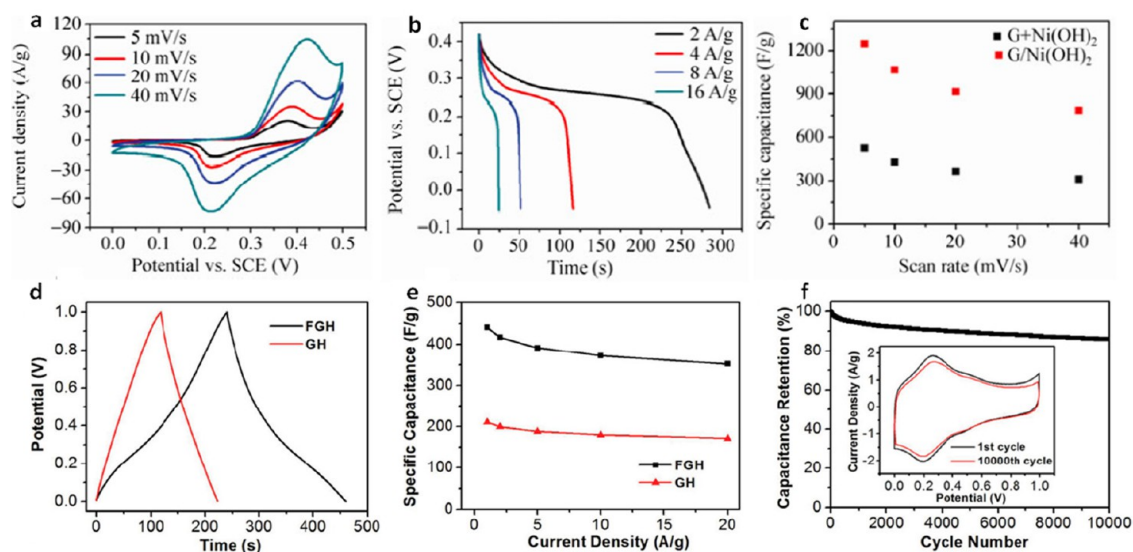 a
120
90
60
30
0
−30
−60
−90
Current density (A/g)
5 mV/s
10 mV/s
20 mV/s
40 mV/s
0.0 0.1 0.2 0.3 0.4 0.5
Potential vs. SCE (V)
b
0.4
0.3
0.2
0.1
0.0
−0.1
Potential vs. SCE (V)
2 A/g
4 A/g
8 A/g
16 A/g
0 50 100 150 200 250 300
Time (s)
c
1200
900
600
300
0
Specific capacitance (F/g)
G+Ni(OH)2
G/Ni(OH)2
0 10 20 30 40
Scan rate (mV/s)
d
1.0
0.8
0.6
0.4
0.2
0.0
Potential (V)
FGH
GH
0 100 200 300 400 500
Time (s)
e
500
400
300
200
100
0
Specific Capacitance (F/g)
FGH
GH
0 5 10 15 20
Current Density (A/g)
f
100
80
60
40
20
0
Capacitance Retention (%)
2
1
0
-1
-2
Current Density (A/g)
1st cycle
10000th cycle
0.0 0.2 0.4 0.6 0.8 1.0
Potential (V)
0 2000 4000 6000 8000 10000
Cycle Number